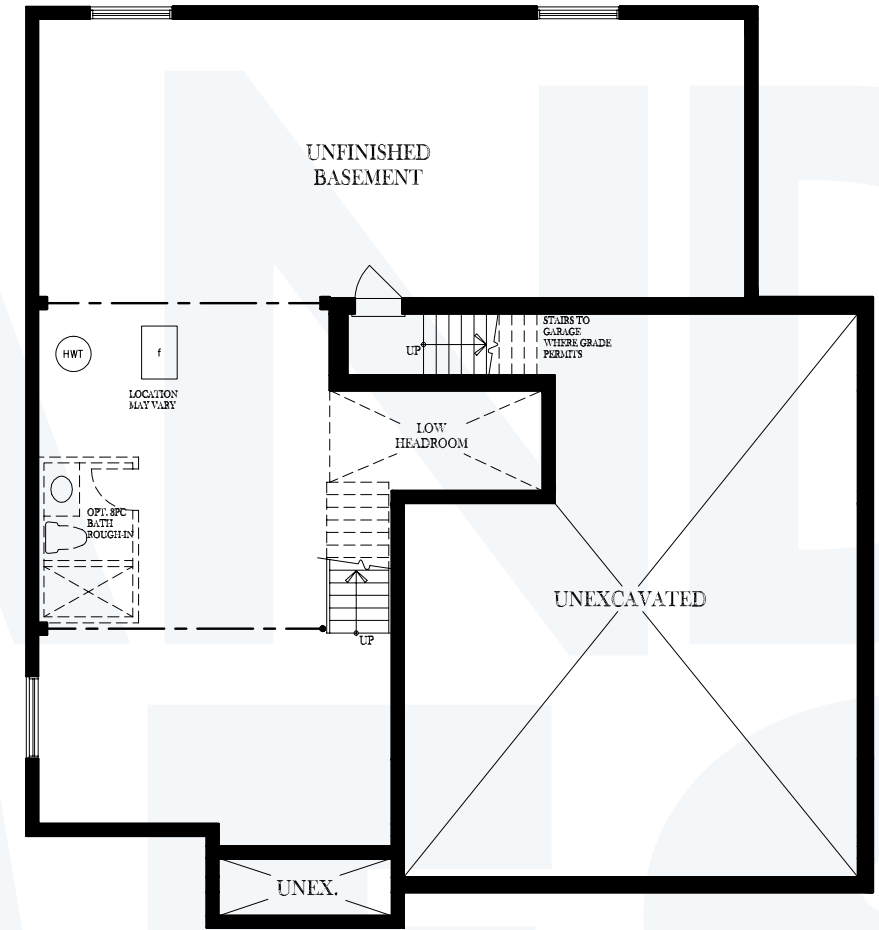 UNFINISHED
BASEMENT
STAIRS TO
GARAGE
WHERE GRADE
PERMITS
UP
HWT
f
LOCATION
MAY VARY
LOW
HEADROOM
OPT. 3PC
BATH
ROUGH-IN
UNEXCAVATED
UP
UNEX.